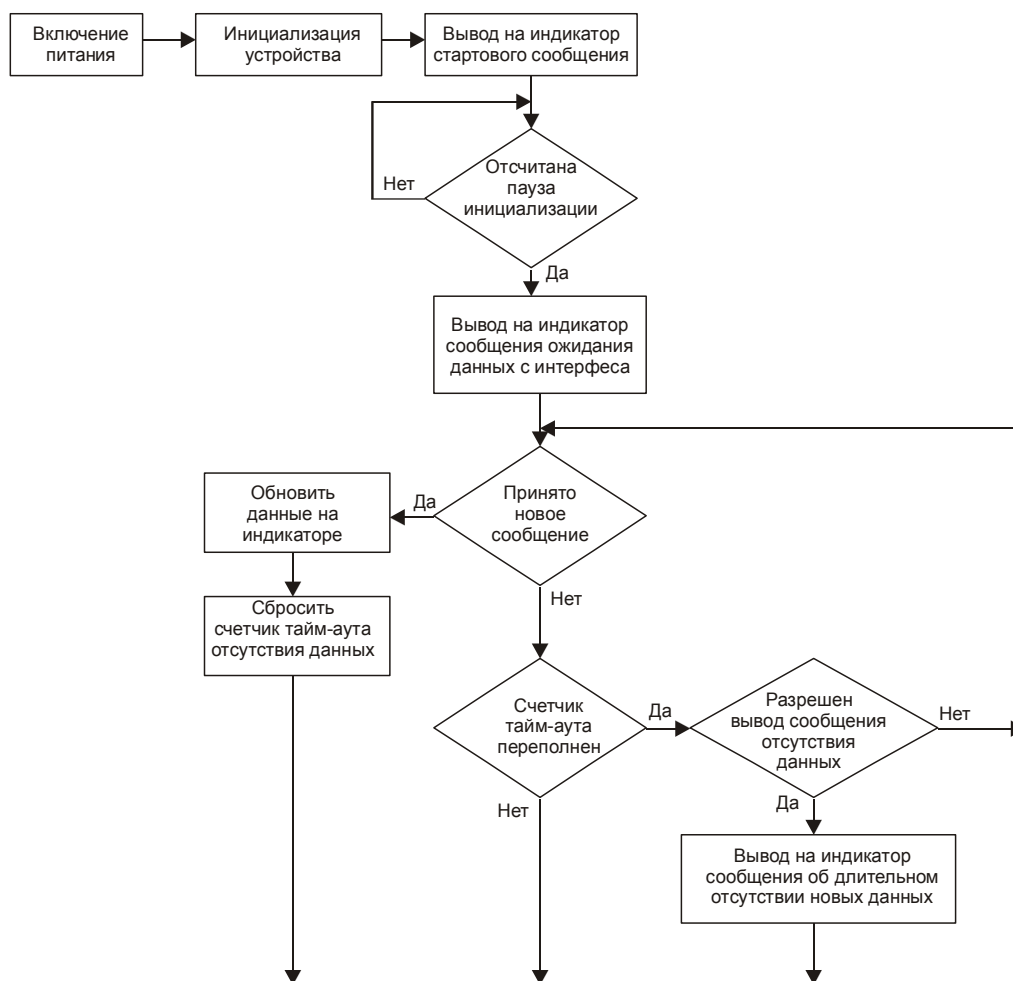 Включение
питания
Инициализация
устройства
Вывод на индикатор
стартового сообщения
Отсчитана
пауза
инициализации
Нет
Да
Вывод на индикатор
сообщения ожидания
данных с интерфеса
Принято
новое
сообщение
Да
Обновить
данные на
индикаторе
Сбросить
счетчик тайм-аута
отсутствия данных
Нет
Счетчик
тайм-аута
переполнен
Да
Разрешен
вывод сообщения
отсутствия
данных
Нет
Нет
Да
Вывод на индикатор
сообщения об длительном
отсутствии новых данных